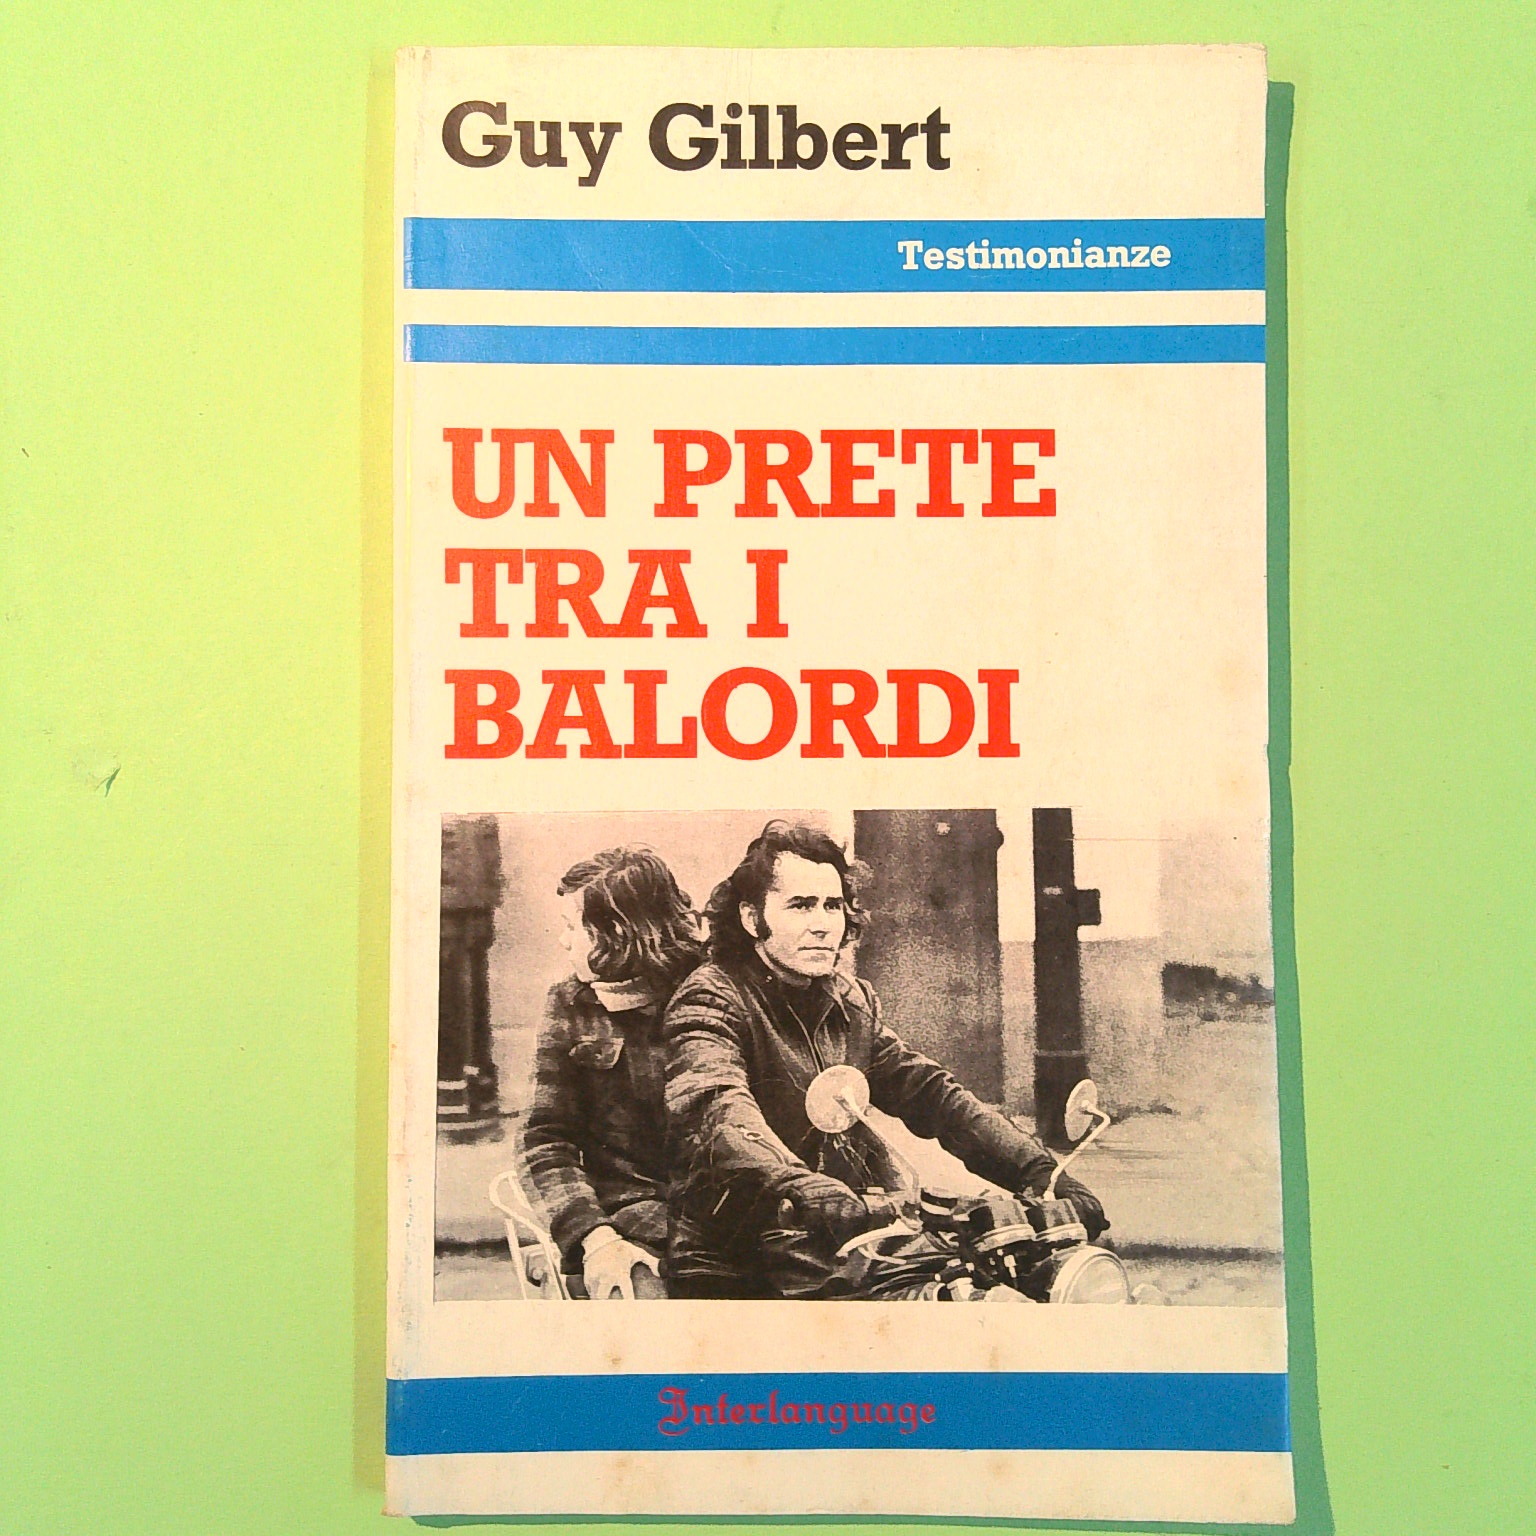 Guy Gilbert
Testimonianze
UN PRETE
TRA I
BALORDI
Interlanguage